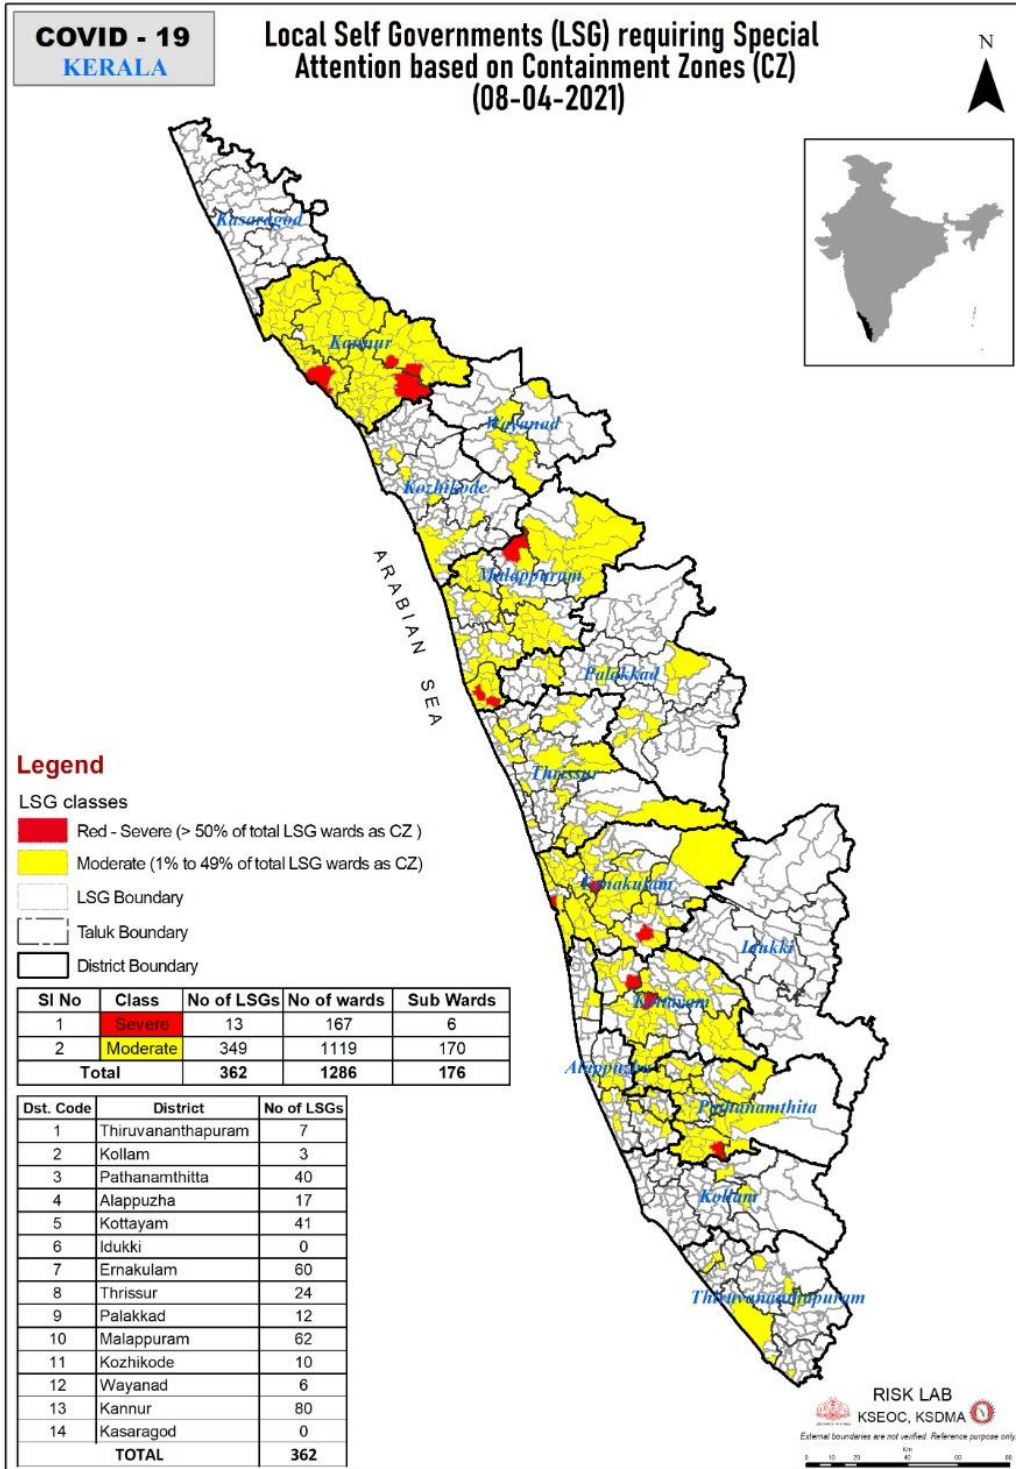 COVID - 19
KERALA
Local Self Governments (LSG) requiring Special
Attention based on Containment Zones (CZ)
(08-04-2021)
N
Kasaragod
Kannur
Wayanad
Kozhikode
Malappuram
ARABIAN SEA
Palakkad
Thrissur
Ernakulam
Idukki
Kottayam
Alappuzha
Pathanamthita
Kollam
Thiruvananthapuram
Legend
LSG classes
Red - Severe (> 50% of total LSG wards as CZ )
Moderate (1% to 49% of total LSG wards as CZ)
LSG Boundary
Taluk Boundary
District Boundary
Sl No Class No of LSGs No of wards Sub Wards
1 Severe 13 167 6
2 Moderate 349 1119 170
Total 362 1286 176
Dst. Code District No of LSGs
1 Thiruvananthapuram 7
2 Kollam 3
3 Pathanamthitta 40
4 Alappuzha 17
5 Kottayam 41
6 Idukki 0
7 Ernakulam 60
8 Thrissur 24
9 Palakkad 12
10 Malappuram 62
11 Kozhikode 10
12 Wayanad 6
13 Kannur 80
14 Kasaragod 0
TOTAL 362
RISK LAB
KSEOC, KSDMA
External boundaries are not verified. Reference purpose only.
Km
0 10 20 40 60 80